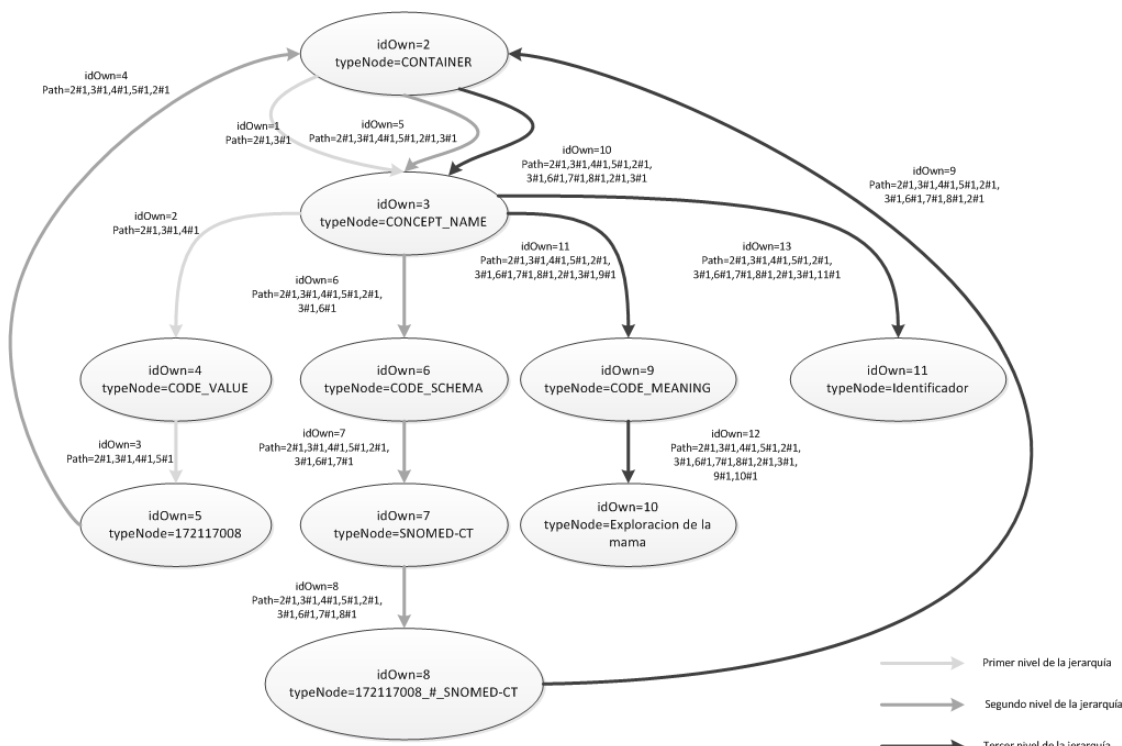 idOwn=2
typeNode=CONTAINER
idOwn=4
Path=2#1,3#1,4#1,5#1,2#1
idOwn=1
Path=2#1,3#1
idOwn=5
Path=2#1,3#1,4#1,5#1,2#1,3#1
idOwn=10
Path=2#1,3#1,4#1,5#1,2#1,
3#1,6#1,7#1,8#1,2#1,3#1
idOwn=9
Path=2#1,3#1,4#1,5#1,2#1,
3#1,6#1,7#1,8#1,2#1
idOwn=3
typeNode=CONCEPT_NAME
idOwn=2
Path=2#1,3#1,4#1
idOwn=6
Path=2#1,3#1,4#1,5#1,2#1,
3#1,6#1
idOwn=11
Path=2#1,3#1,4#1,5#1,2#1,
3#1,6#1,7#1,8#1,2#1,3#1,9#1
idOwn=13
Path=2#1,3#1,4#1,5#1,2#1,
3#1,6#1,7#1,8#1,2#1,3#1,11#1
idOwn=4
typeNode=CODE_VALUE
idOwn=6
typeNode=CODE_SCHEMA
idOwn=9
typeNode=CODE_MEANING
idOwn=11
typeNode=Identificador
idOwn=3
Path=2#1,3#1,4#1,5#1
idOwn=7
Path=2#1,3#1,4#1,5#1,2#1,
3#1,6#1,7#1
idOwn=12
Path=2#1,3#1,4#1,5#1,2#1,
3#1,6#1,7#1,8#1,2#1,3#1,
9#1,10#1
idOwn=5
typeNode=172117008
idOwn=7
typeNode=SNOMED-CT
idOwn=10
typeNode=Exploracion de la
mama
idOwn=8
Path=2#1,3#1,4#1,5#1,2#1,
3#1,6#1,7#1,8#1
idOwn=8
typeNode=172117008_#_SNOMED-CT
Primer nivel de la jerarquía
Segundo nivel de la jerarquía
Tercer nivel de la jerarquía